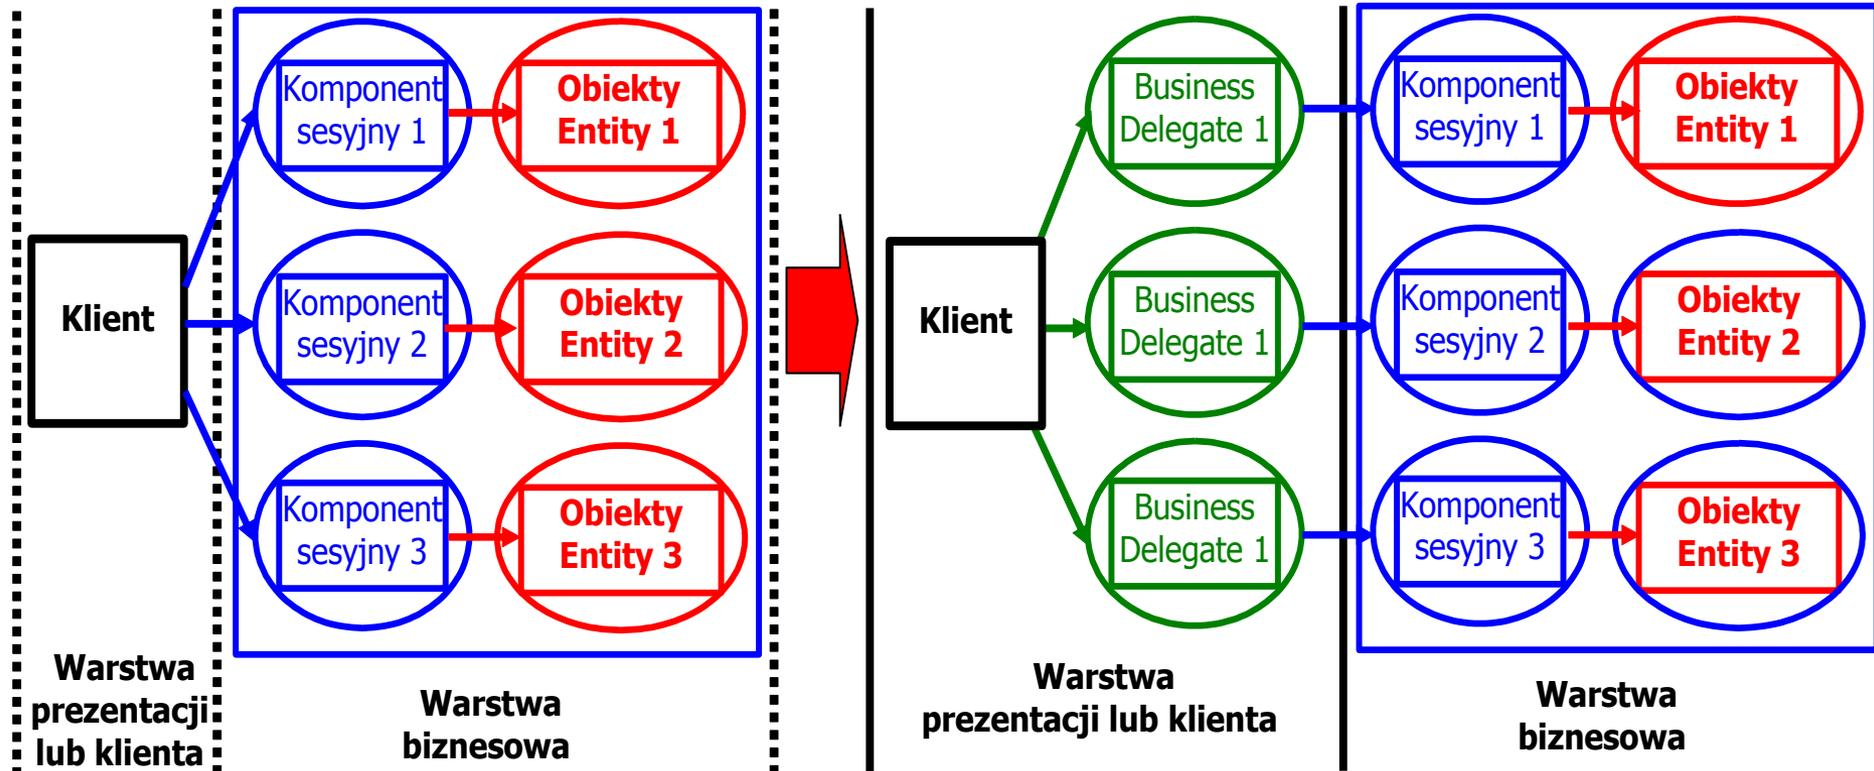 Komponent
sesyjny 1
Obiekty
Entity 1
Klient
Komponent
sesyjny 2
Obiekty
Entity 2
Komponent
sesyjny 3
Obiekty
Entity 3
Warstwa
prezentacji
lub klienta
Warstwa
biznesowa
Business
Delegate 1
Komponent
sesyjny 1
Obiekty
Entity 1
Klient
Business
Delegate 1
Komponent
sesyjny 2
Obiekty
Entity 2
Business
Delegate 1
Komponent
sesyjny 3
Obiekty
Entity 3
Warstwa
prezentacji lub klienta
Warstwa
biznesowa